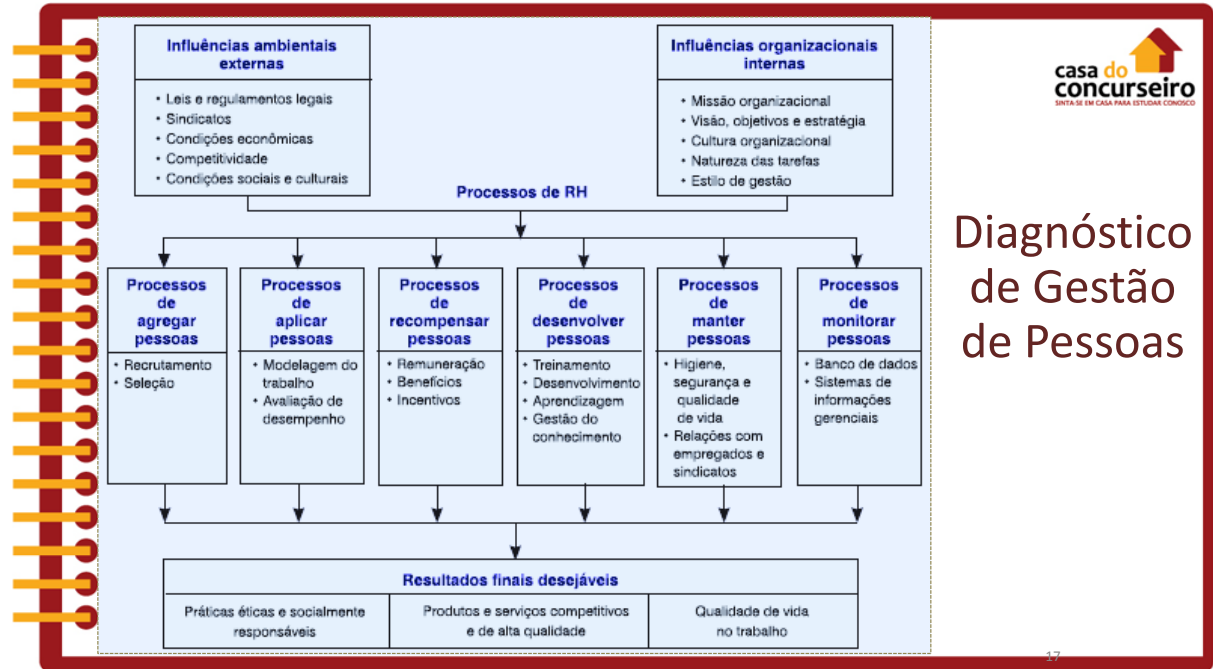 Influências ambientais
externas
• Leis e regulamentos legais
• Sindicatos
• Condições econômicas
• Competitividade
• Condições sociais e culturais
Influências organizacionais
internas
• Missão organizacional
• Visão, objetivos e estratégia
• Cultura organizacional
• Natureza das tarefas
• Estilo de gestão
casa do
concurseiro
SINTA-SE EM CASA PARA ESTUDAR CONOSCO
Processos de RH
Diagnóstico
de Gestão
de Pessoas
Processos
de
agregar
pessoas
• Recrutamento
• Seleção
Processos
de
aplicar
pessoas
• Modelagem do
trabalho
• Avaliação de
desempenho
Processos
de
recompensar
pessoas
• Remuneração
• Benefícios
• Incentivos
Processos
de
desenvolver
pessoas
• Treinamento
• Desenvolvimento
• Aprendizagem
• Gestão do
conhecimento
Processos
de
manter
pessoas
• Higiene,
segurança e
qualidade
de vida
• Relações com
empregados e
sindicatos
Processos
de
monitorar
pessoas
• Banco de dados
• Sistemas de
informações
gerenciais
Resultados finais desejáveis
Práticas éticas e socialmente
responsáveis
Produtos e serviços competitivos
e de alta qualidade
Qualidade de vida
no trabalho
17